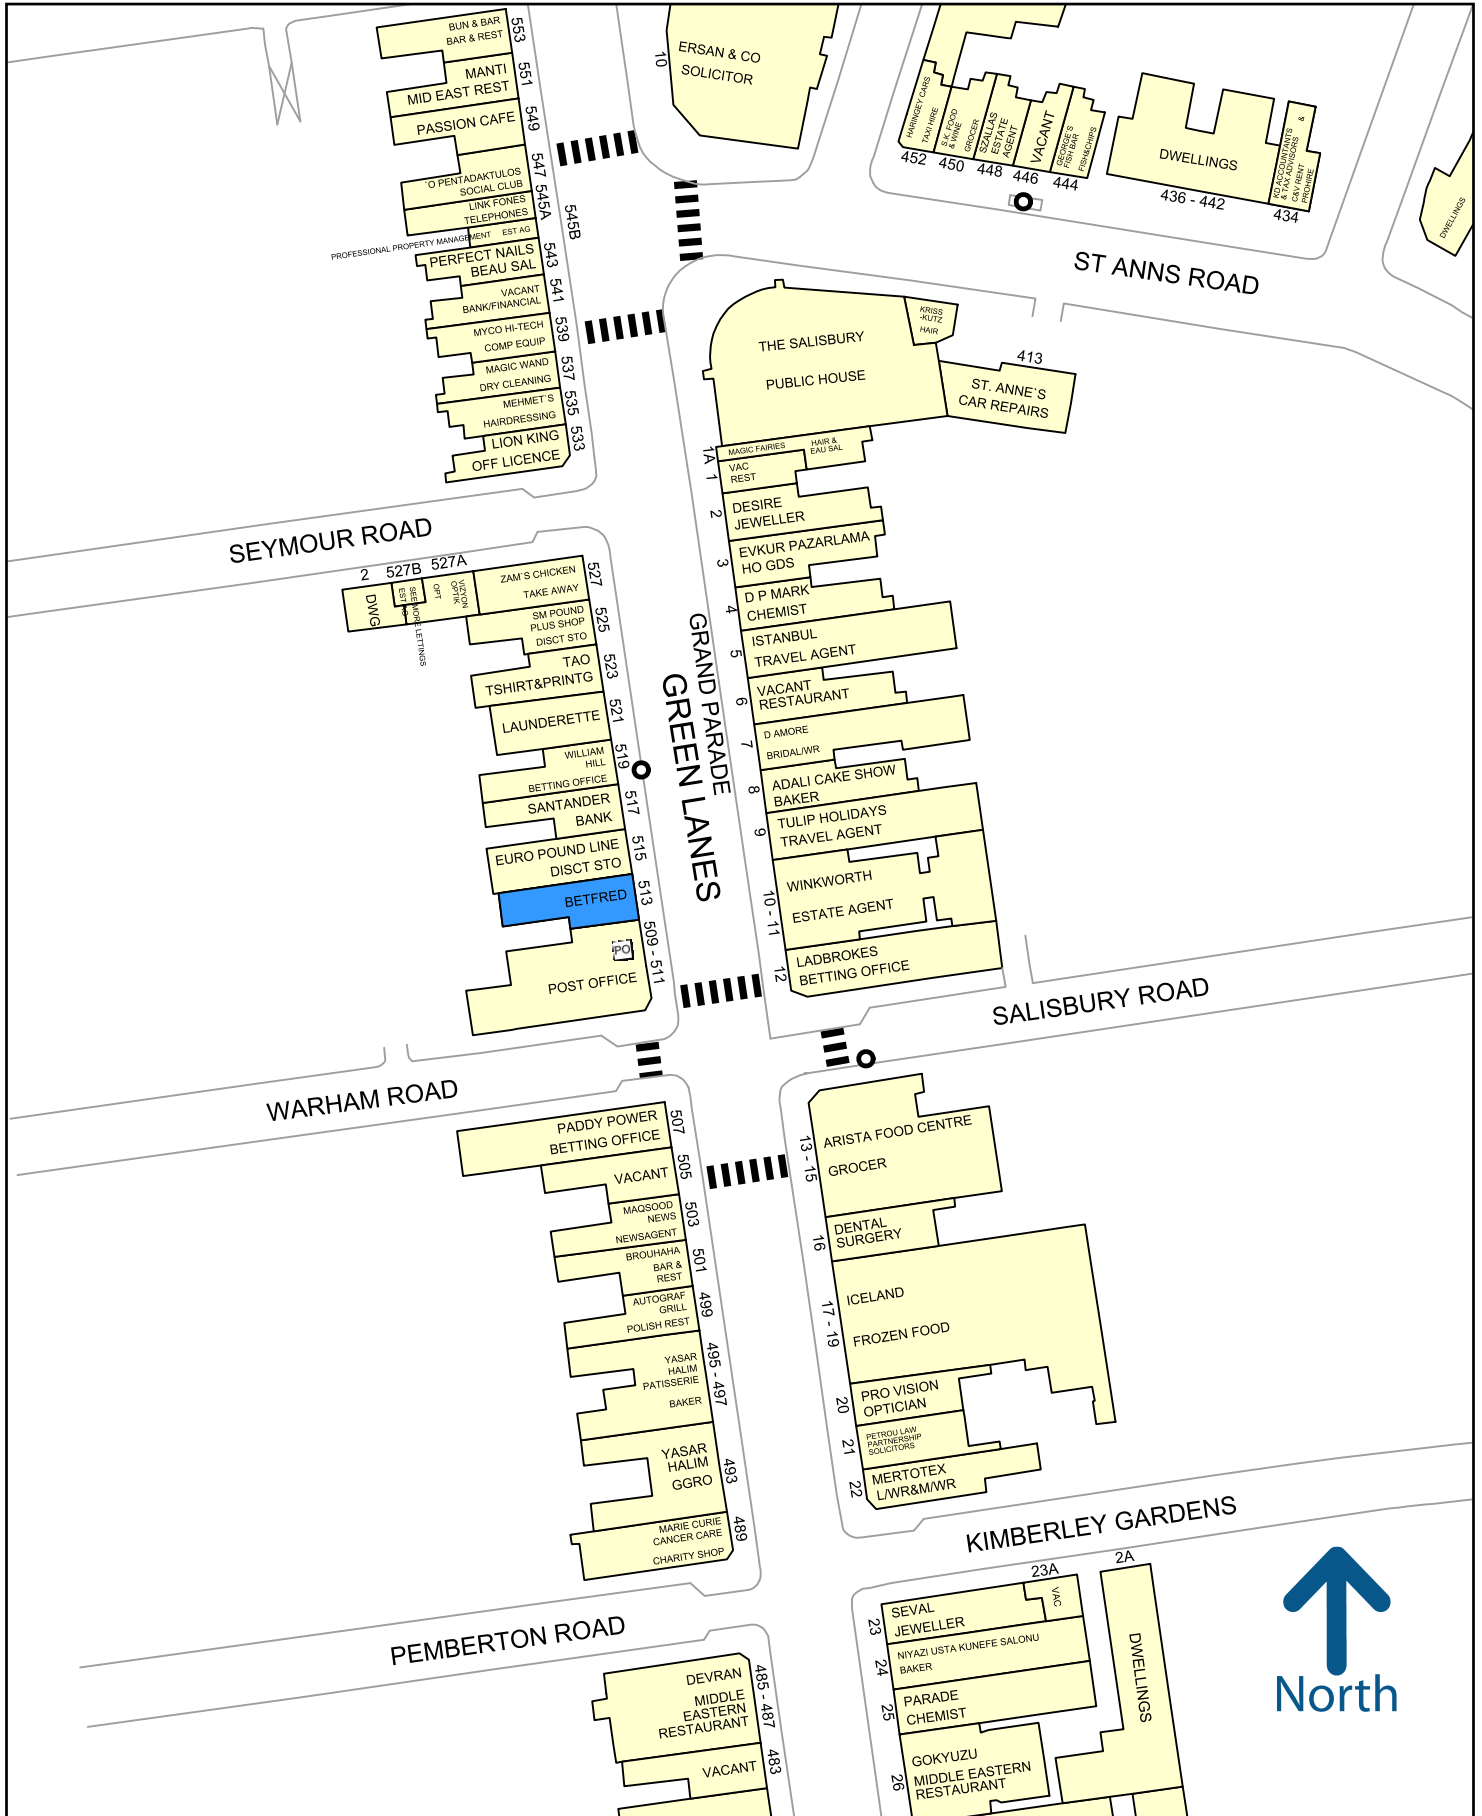 BUN & BAR
BAR & REST
553
MANTI
MID EAST REST
551
PASSION CAFE
549
547
`O PENTADAKTULOS
SOCIAL CLUB
545A
LINK FONES
TELEPHONES
545B
PROFESSIONAL PROPERTY MANAGEMENT
EST AG
PERFECT NAILS
BEAU SAL
543
VACANT
BANK/FINANCIAL
541
MYCO HI-TECH
COMP EQUIP
539
MAGIC WAND
DRY CLEANING
537
MEHMET`S
HAIRDRESSING
535
LION KING
OFF LICENCE
533
10
ERSAN & CO
SOLICITOR
HARINGEY CARS
TAXI HIRE
452
S.K. FOOD
& WINE
GROCER
450
SZALLAS
ESTATE
AGENT
448
VACANT
446
GEORGE`S
FISH BAR
FISH&CHIPS
444
DWELLINGS
436 - 442
KD ACCOUNTANTS &
& TAX ADVISORS
C&V RENT
PROHIRE
434
DWELLINGS
ST ANNS ROAD
THE SALISBURY
PUBLIC HOUSE
KRISS
-KUTZ
HAIR
413
ST. ANNE`S
CAR REPAIRS
1A
MAGIC FAIRIES
HAIR &
EAU SAL
1
VAC
REST
2
DESIRE
JEWELLER
3
EVKUR PAZARLAMA
HO GDS
4
D P MARK
CHEMIST
5
ISTANBUL
TRAVEL AGENT
6
VACANT
RESTAURANT
7
D AMORE
BRIDAL/WR
8
ADALI CAKE SHOW
BAKER
9
TULIP HOLIDAYS
TRAVEL AGENT
10 - 11
WINKWORTH
ESTATE AGENT
12
LADBROKES
BETTING OFFICE
SEYMOUR ROAD
2
527B
527A
DWG
SEEMORE LETTINGS
EST AG
OPT
VIZYON
OPTIK
ZAM`S CHICKEN
TAKE AWAY
527
SM POUND
PLUS SHOP
DISCT STO
525
TAO
TSHIRT&PRINTG
523
LAUNDERETTE
521
WILLIAM
HILL
BETTING OFFICE
519
SANTANDER
BANK
517
EURO POUND LINE
DISCT STO
515
BETFRED
513
PO
POST OFFICE
509 - 511
GRAND PARADE
GREEN LANES
SALISBURY ROAD
WARHAM ROAD
PADDY POWER
BETTING OFFICE
507
VACANT
505
MAQSOOD
NEWS
NEWSAGENT
503
BROUHAHA
BAR &
REST
501
AUTOGRAF
GRILL
POLISH REST
499
YASAR
HALIM
PATISSERIE
BAKER
495 - 497
YASAR
HALIM
GGRO
493
MARIE CURIE
CANCER CARE
CHARITY SHOP
489
13 - 15
ARISTA FOOD CENTRE
GROCER
16
DENTAL
SURGERY
17 - 19
ICELAND
FROZEN FOOD
20
PRO VISION
OPTICIAN
21
PETROU LAW
PARTNERSHIP
SOLICITORS
22
MERTOTEX
L/WR&M/WR
KIMBERLEY GARDENS
PEMBERTON ROAD
DEVRAN
MIDDLE
EASTERN
RESTAURANT
485 - 487
VACANT
483
23A
2A
23
SEVAL
JEWELLER
VAC
24
NIYAZI USTA KUNEFE SALONU
BAKER
25
PARADE
CHEMIST
26
GOKYUZU
MIDDLE EASTERN
RESTAURANT
DWELLINGS
North